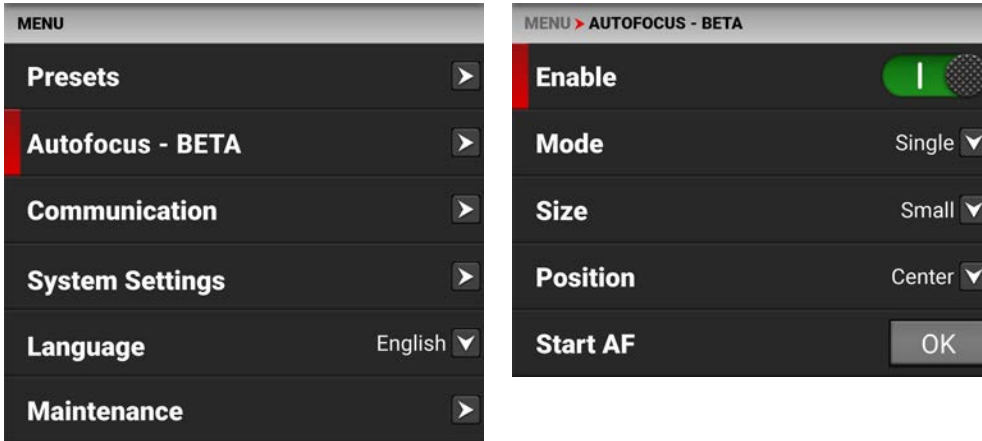 MENU
Presets
Autofocus - BETA
Communication
System Settings
Language English
Maintenance
MENU > AUTOFOCUS - BETA
Enable
Mode Single
Size Small
Position Center
Start AF OK